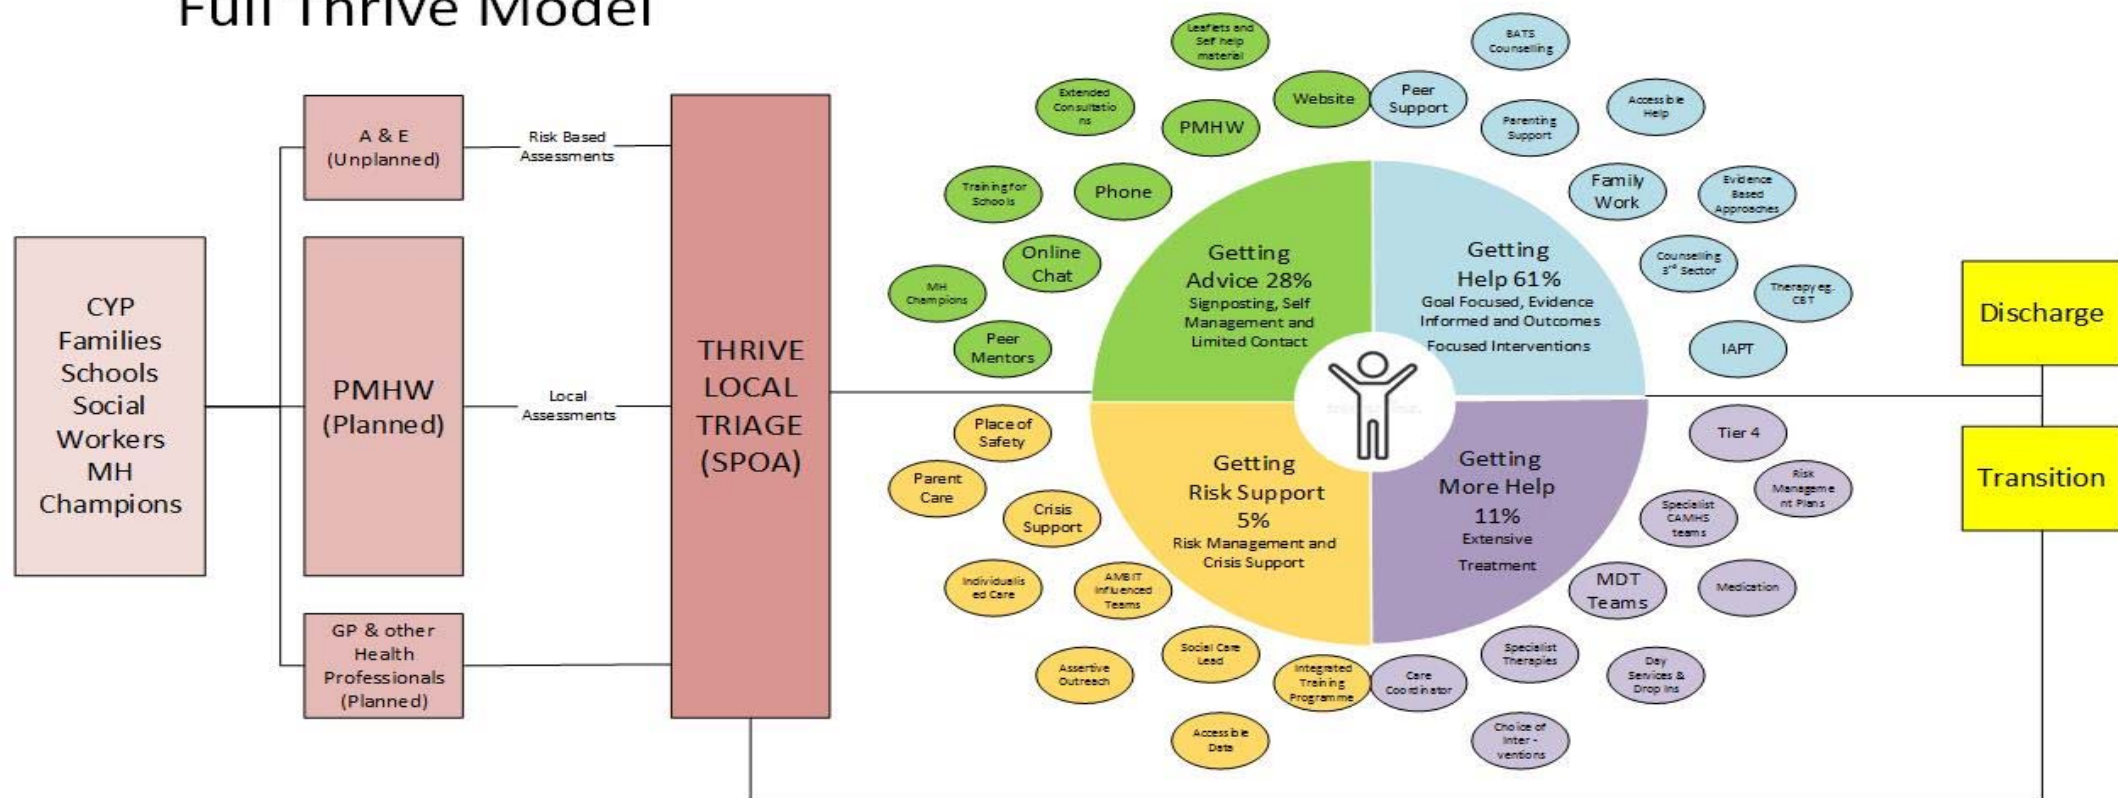 Full Thrive Model
CYP
Families
Schools
Social
Workers
MH
Champions
A & E
(Unplanned)
PMHW
(Planned)
GP & other
Health
Professionals
(Planned)
Risk Based
Assessments
Local
Assessments
THRIVE
LOCAL
TRIAGE
(SPOA)
Leaflets and
Self help
material
Extended
Consultatio
ns
Website
PMHW
Training for
Schools
Phone
Online
Chat
MH
Champions
Peer
Mentors
BATS
Counselling
Peer
Support
Accessible
Help
Parenting
Support
Family
Work
Evidence
Based
Approaches
Counselling
3rd Sector
Therapy eg.
CBT
IAPT
Getting
Advice 28%
Signposting, Self
Management and
Limited Contact
Getting
Help 61%
Goal Focused, Evidence
Informed and Outcomes
Focused Interventions
Getting
Risk Support
5%
Risk Management and
Crisis Support
Getting
More Help
11%
Extensive
Treatment
Place of
Safety
Parent
Care
Crisis
Support
Individualis
ed Care
AMBIT
Influenced
Teams
Assertive
Outreach
Social Care
Lead
Integrated
Training
Programme
Accessible
Data
Tier 4
Risk
Manageme
nt Plans
Specialist
CAMHS
teams
MDT
Teams
Medication
Specialist
Therapies
Day
Services &
Drop Ins
Care
Coordinator
Choice of
Inter -
ventions
Discharge
Transition